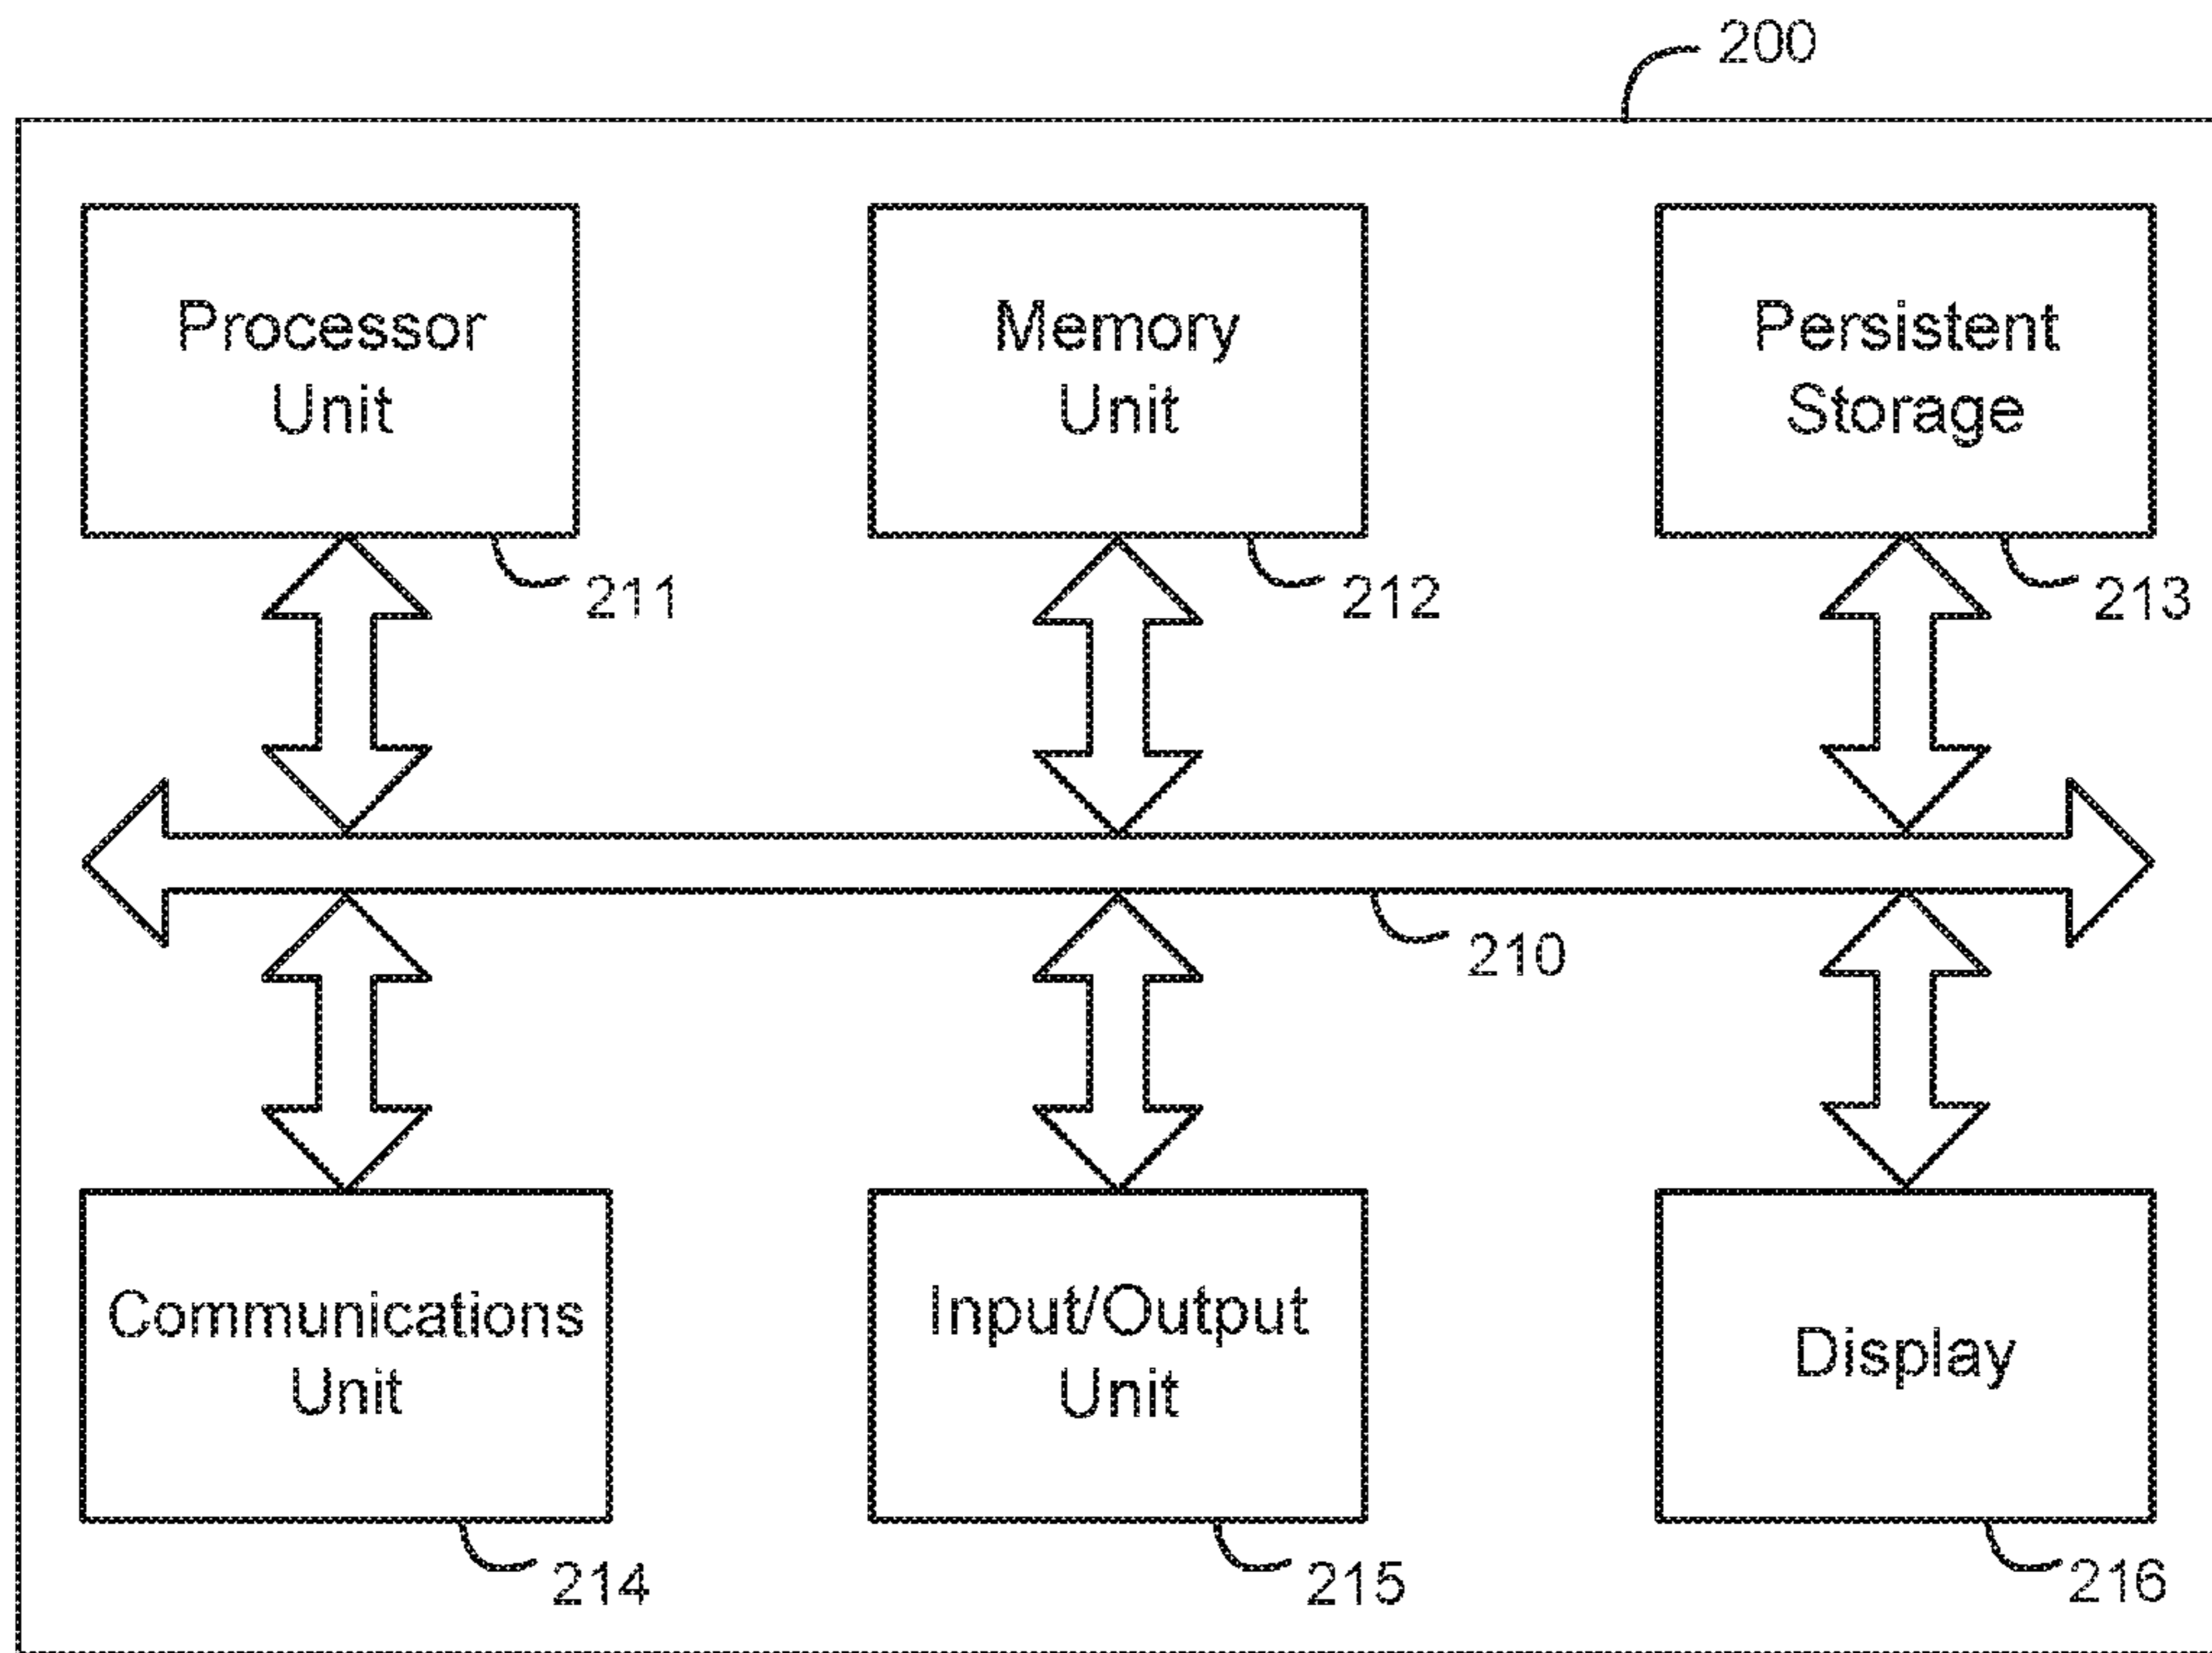 200
Processor
Unit
Memory
Unit
Persistent
Storage
211
212
213
210
Communications
Unit
Input/Output
Unit
Display
214
215
216